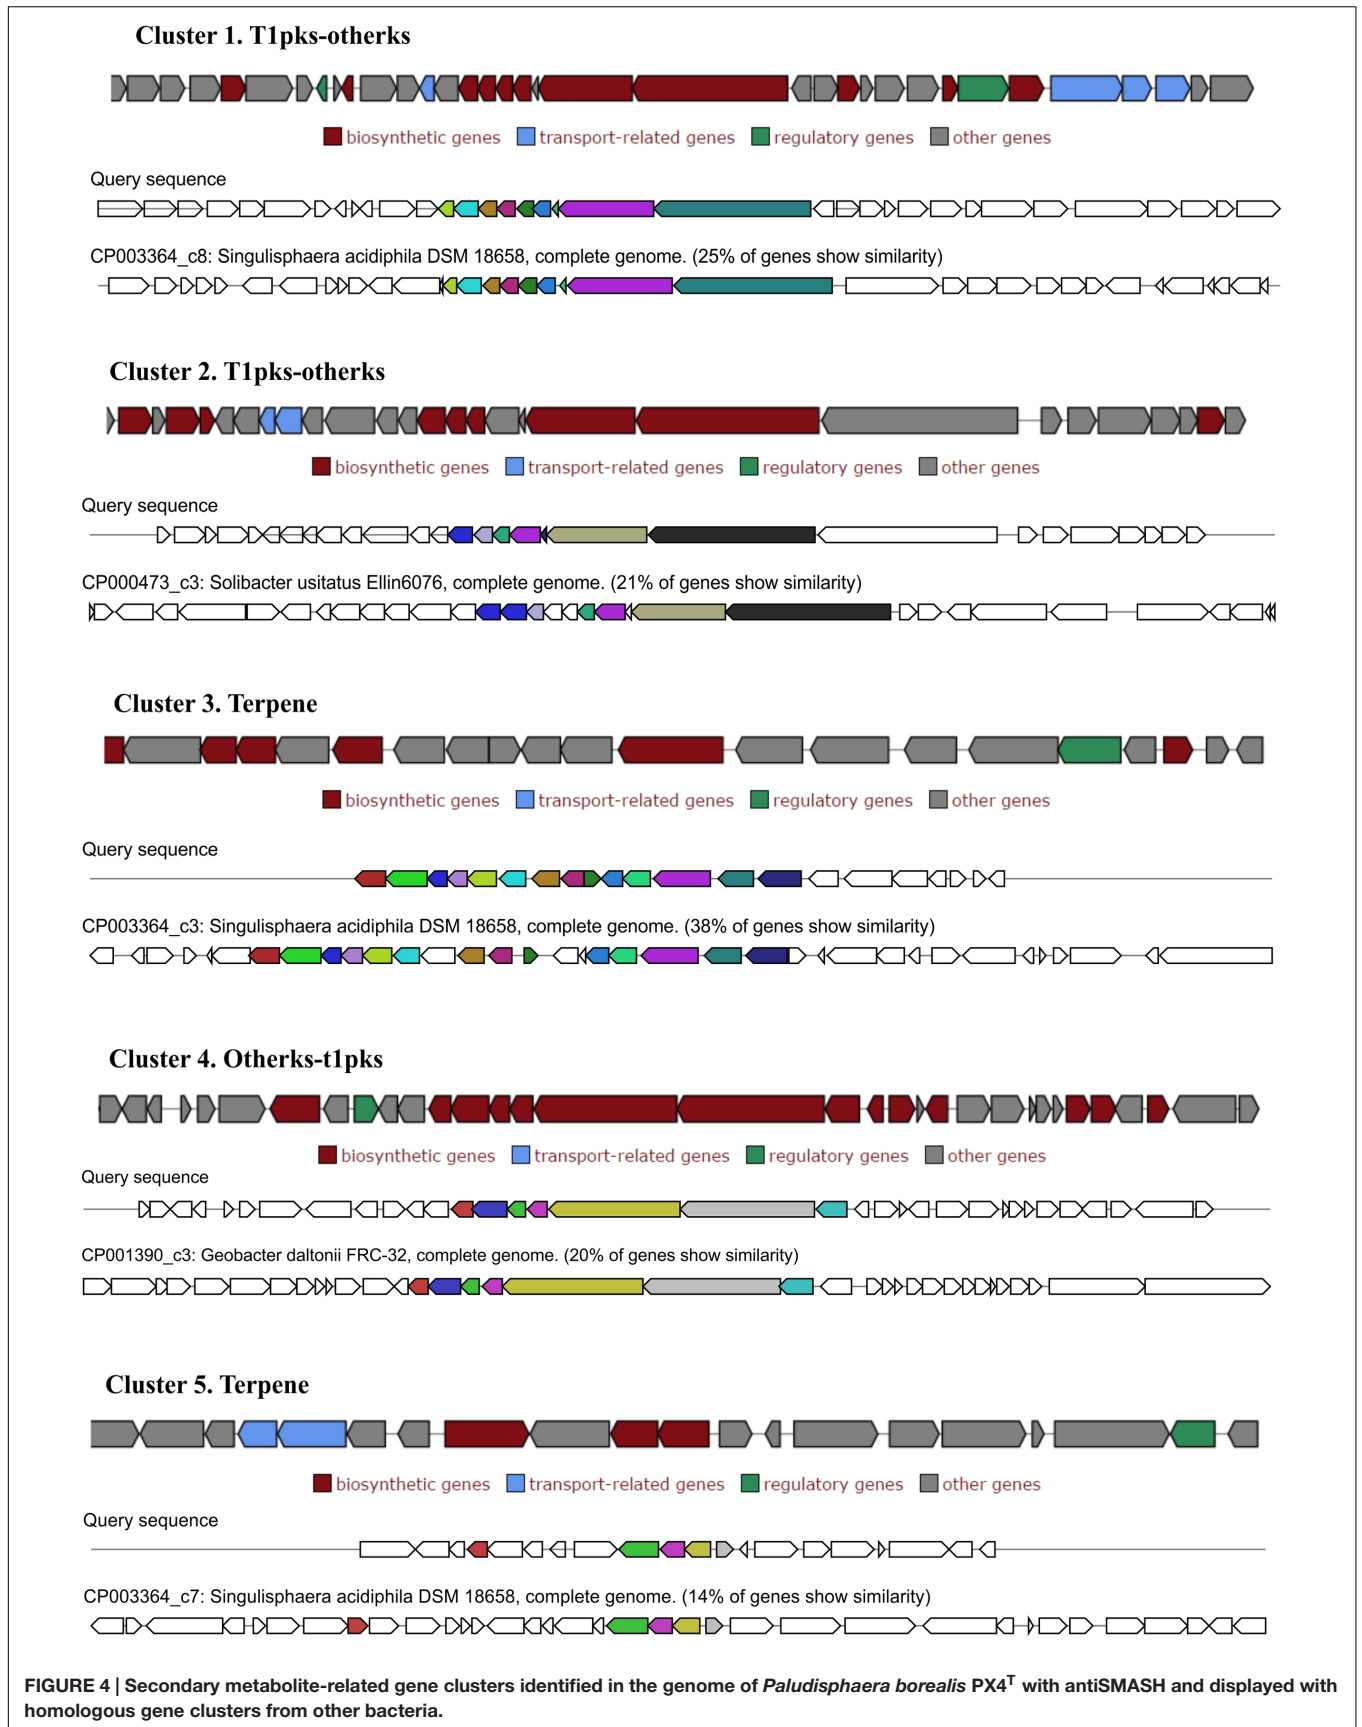 Cluster 1. T1pks-otherks
biosynthetic genes transport-related genes regulatory genes other genes
Query sequence
CP003364_c8: Singulisphaera acidiphila DSM 18658, complete genome. (25% of genes show similarity)
Cluster 2. T1pks-otherks
biosynthetic genes transport-related genes regulatory genes other genes
Query sequence
CP000473_c3: Solibacter usitatus Ellin6076, complete genome. (21% of genes show similarity)
Cluster 3. Terpene
biosynthetic genes transport-related genes regulatory genes other genes
Query sequence
CP003364_c3: Singulisphaera acidiphila DSM 18658, complete genome. (38% of genes show similarity)
Cluster 4. Otherks-t1pks
biosynthetic genes transport-related genes regulatory genes other genes
Query sequence
CP001390_c3: Geobacter daltonii FRC-32, complete genome. (20% of genes show similarity)
Cluster 5. Terpene
biosynthetic genes transport-related genes regulatory genes other genes
Query sequence
CP003364_c7: Singulisphaera acidiphila DSM 18658, complete genome. (14% of genes show similarity)
FIGURE 4 | Secondary metabolite-related gene clusters identified in the genome of Paludisphaera borealis PX4T with antiSMASH and displayed with
homologous gene clusters from other bacteria.